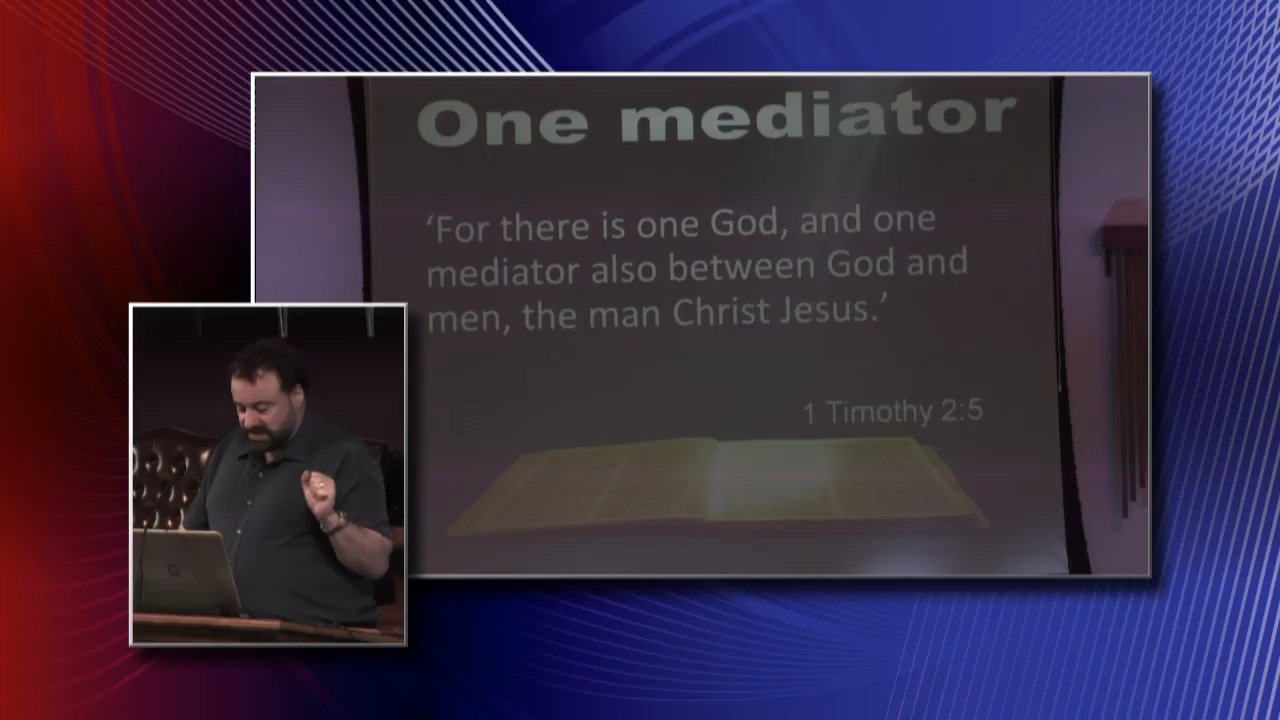 One mediator
‘For there is one God, and one
mediator also between God and
men, the man Christ Jesus.’
1 Timothy 2:5
hp